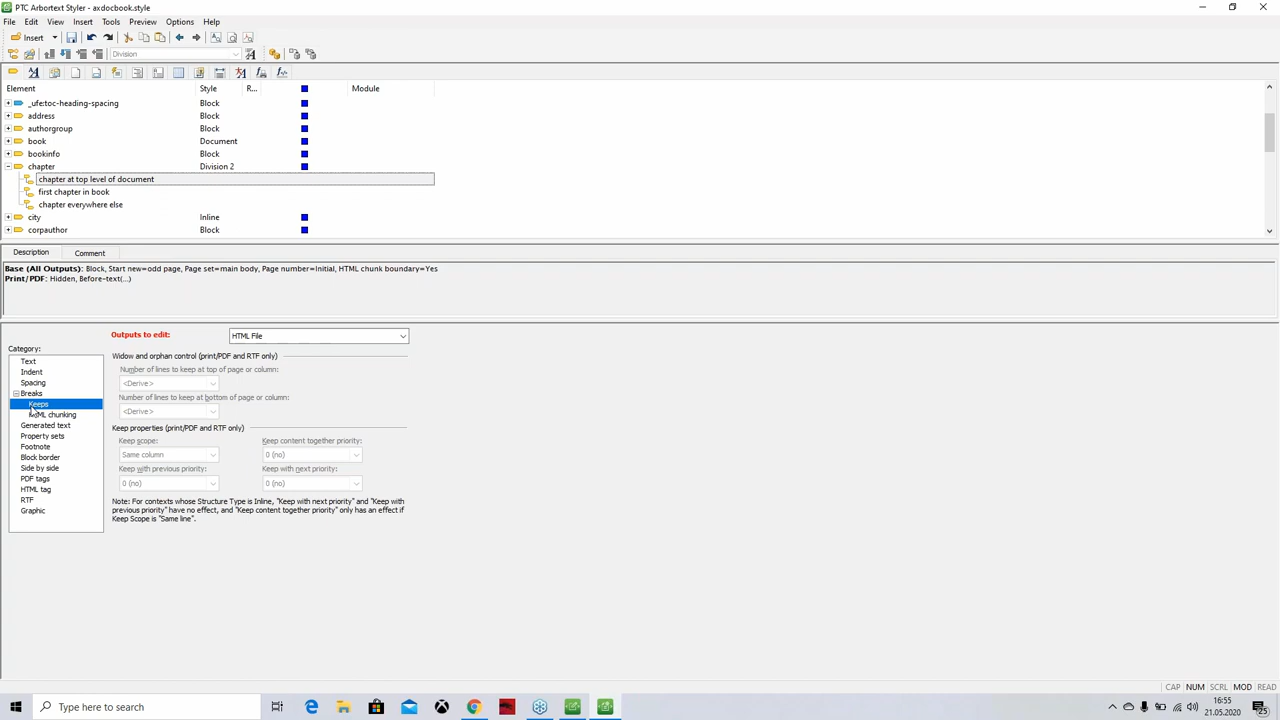 PTC Arbortext Styler - axdocbook.style
File Edit View Insert Tools Preview Options Help
Insert
Division
Element Style R... Module
_ufe:toc-heading-spacing Block
address Block
authorgroup Block
book Document
bookinfo Block
chapter Division 2
chapter at top level of document
first chapter in book
chapter everywhere else
city Inline
corpauthor Block
Description Comment
Base (All Outputs): Block, Start new=odd page, Page set=main body, Page number=Initial, HTML chunk boundary=Yes
Print/PDF: Hidden, Before-text(...)
Outputs to edit: HTML File
Category:
Text
Indent
Spacing
Breaks
Keeps
HTML chunking
Generated text
Property sets
Footnote
Block border
Side by side
PDF tags
HTML tag
RTF
Graphic
Widow and orphan control (print/PDF and RTF only)
Number of lines to keep at top of page or column:
<Derive>
Number of lines to keep at bottom of page or column:
<Derive>
Keep properties (print/PDF and RTF only)
Keep scope: Keep content together priority:
Same column 0 (no)
Keep with previous priority: Keep with next priority:
0 (no) 0 (no)
Note: For contexts whose Structure Type is Inline, "Keep with next priority" and "Keep with
previous priority" have no effect, and "Keep content together priority" only has an effect if
Keep Scope is "Same line".
CAP NUM SCRL MOD READ
Type here to search
16:55
21.05.2020
25